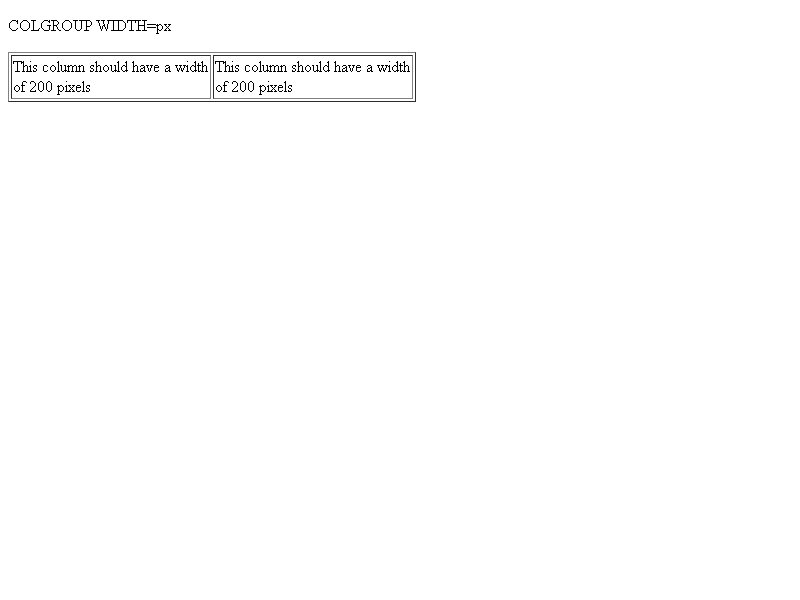 COLGROUP WIDTH=px
This column should have a width
of 200 pixels
This column should have a width
of 200 pixels